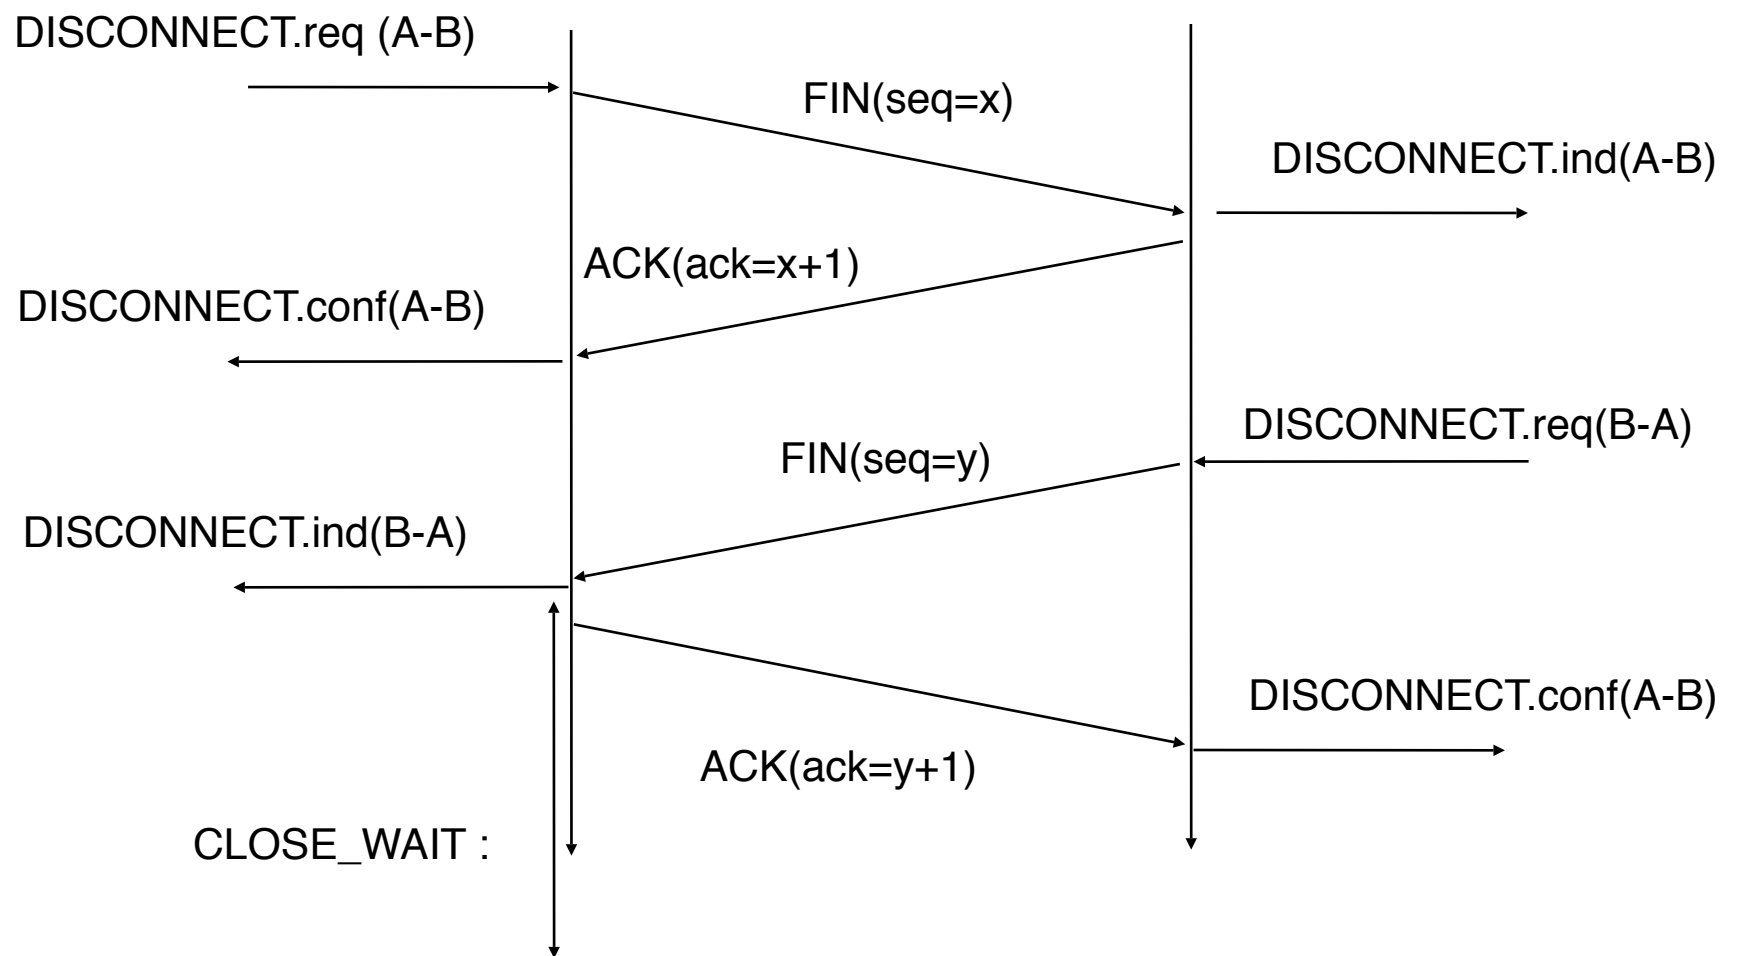 DISCONNECT.req (A-B)
FIN(seq=x)
DISCONNECT.ind(A-B)
ACK(ack=x+1)
DISCONNECT.conf(A-B)
DISCONNECT.req(B-A)
FIN(seq=y)
DISCONNECT.ind(B-A)
DISCONNECT.conf(A-B)
ACK(ack=y+1)
CLOSE_WAIT :